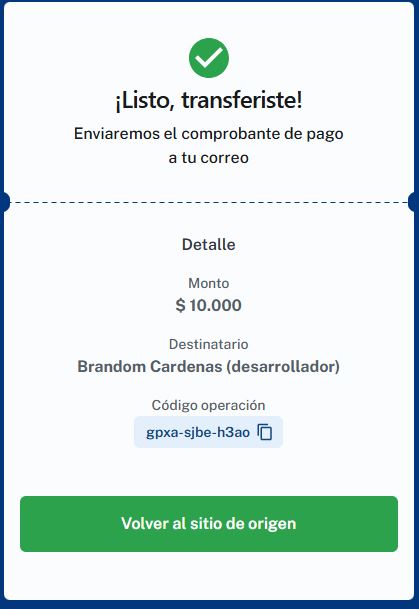 ¡Listo, transferiste!
Enviaremos el comprobante de pago
a tu correo
Detalle
Monto
$ 10.000
Destinatario
Brandom Cardenas (desarrollador)
Código operación
gpxa-sjbe-h3ao
Volver al sitio de origen